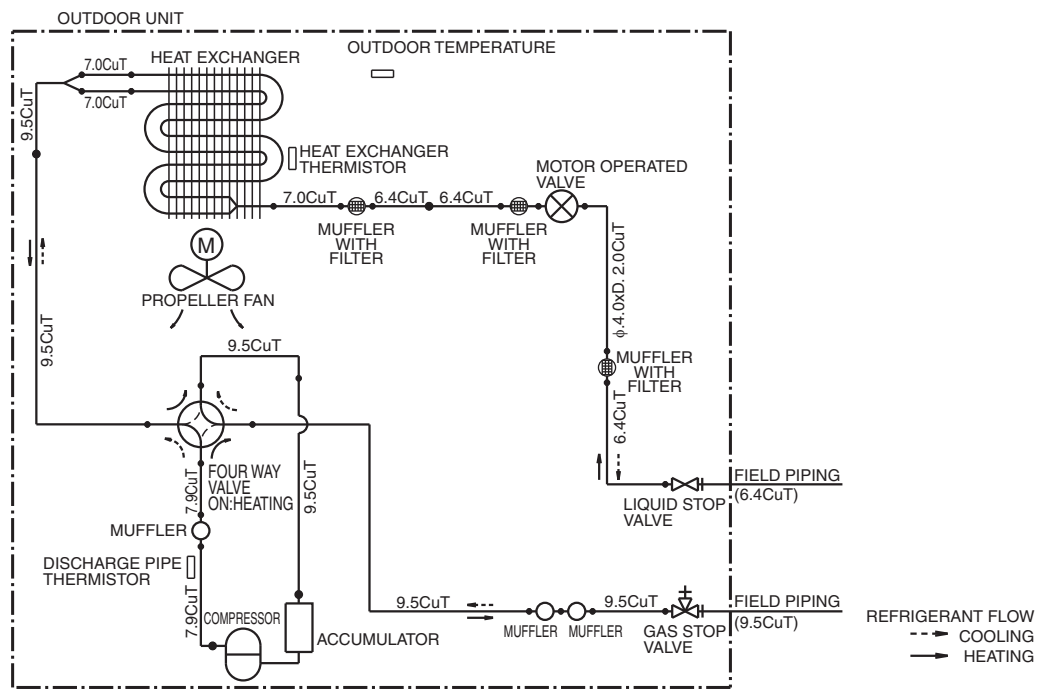 OUTDOOR UNIT
HEAT EXCHANGER
OUTDOOR TEMPERATURE
7.0CuT
7.0CuT
9.5CuT
HEAT EXCHANGER
THERMISTOR
MOTOR OPERATED
VALVE
7.0CuT
6.4CuT
6.4CuT
MUFFLER
WITH
FILTER
MUFFLER
WITH
FILTER
M
PROPELLER FAN
ϕ.4.0xD. 2.0CuT
9.5CuT
9.5CuT
MUFFLER
WITH
FILTER
6.4CuT
FOUR WAY
VALVE
ON:HEATING
7.9CuT
9.5CuT
FIELD PIPING
(6.4CuT)
LIQUID STOP
VALVE
MUFFLER
DISCHARGE PIPE
THERMISTOR
7.9CuT
COMPRESSOR
ACCUMULATOR
9.5CuT
9.5CuT
MUFFLER
MUFFLER
GAS STOP
VALVE
FIELD PIPING
(9.5CuT)
REFRIGERANT FLOW
COOLING
HEATING